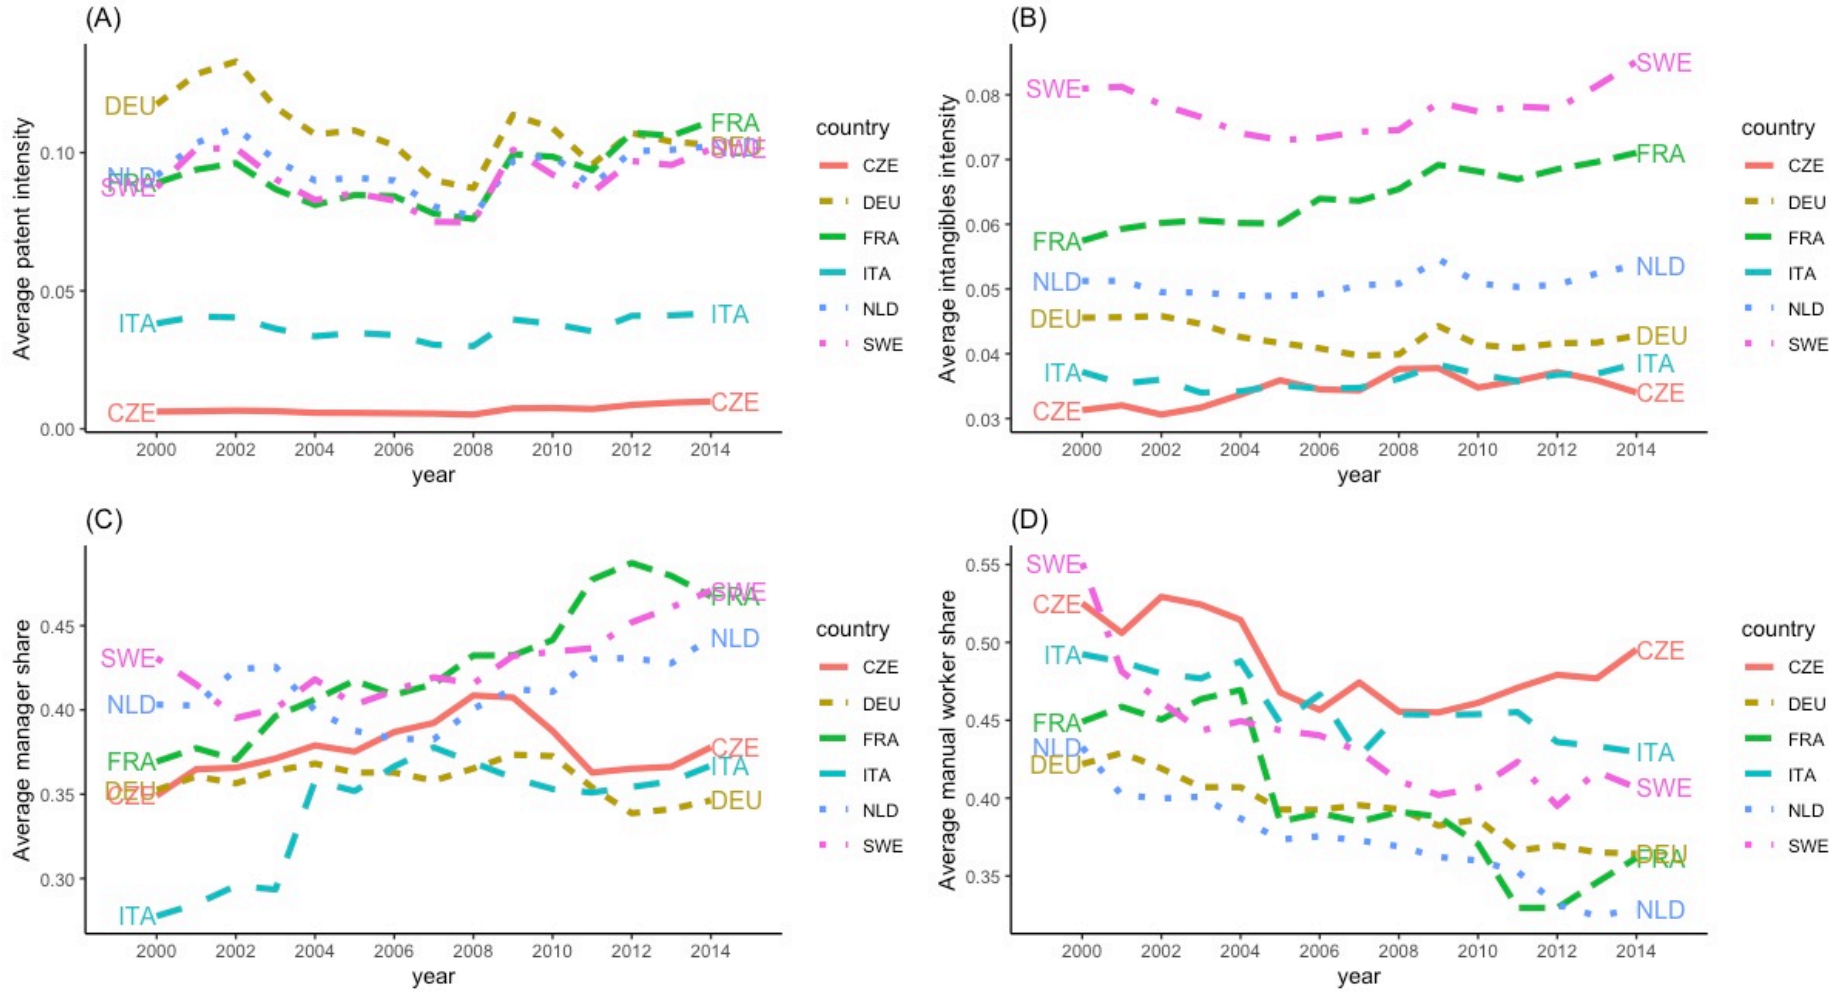 (A)
Average patent intensity
0.10
0.05
0.00
DEU
NLD
FRA
SWE
ITA
CZE
FRA
DEU
NLD
SWE
ITA
CZE
2000 2002 2004 2006 2008 2010 2012 2014
year
country
CZE
DEU
FRA
ITA
NLD
SWE
(B)
Average intangibles intensity
0.08
0.07
0.06
0.05
0.04
0.03
SWE
FRA
NLD
DEU
ITA
CZE
SWE
FRA
NLD
DEU
ITA
CZE
2000 2002 2004 2006 2008 2010 2012 2014
year
country
CZE
DEU
FRA
ITA
NLD
SWE
(C)
Average manager share
0.45
0.40
0.35
0.30
SWE
NLD
FRA
DEU
CZE
ITA
SWE
FRA
NLD
CZE
ITA
DEU
2000 2002 2004 2006 2008 2010 2012 2014
year
country
CZE
DEU
FRA
ITA
NLD
SWE
(D)
Average manual worker share
0.55
0.50
0.45
0.40
0.35
SWE
CZE
ITA
FRA
NLD
DEU
CZE
ITA
SWE
DEU
FRA
NLD
2000 2002 2004 2006 2008 2010 2012 2014
year
country
CZE
DEU
FRA
ITA
NLD
SWE